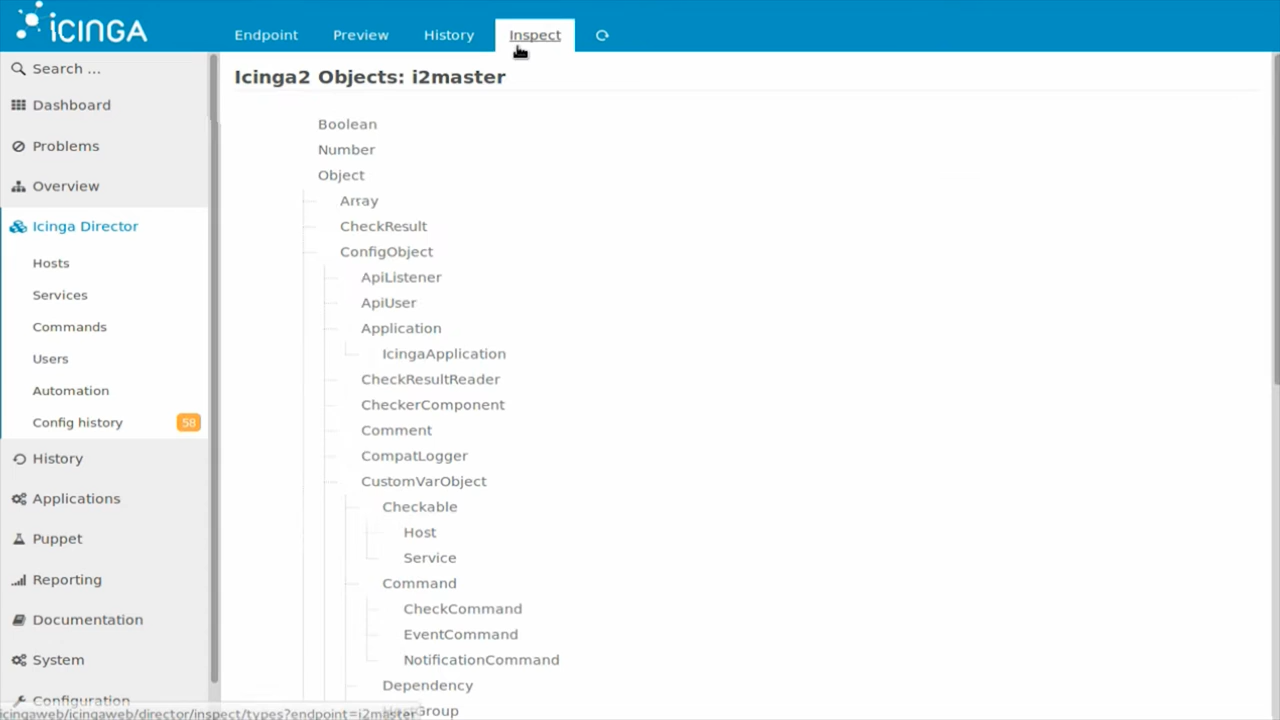 iCINGA
Endpoint Preview History Inspect
Search ...
Dashboard
Problems
Overview
Icinga Director
Hosts
Services
Commands
Users
Automation
Config history 58
History
Applications
Puppet
Reporting
Documentation
System
Configuration
Icinga2 Objects: i2master
Boolean
Number
Object
Array
CheckResult
ConfigObject
ApiListener
ApiUser
Application
IcingaApplication
CheckResultReader
CheckerComponent
Comment
CompatLogger
CustomVarObject
Checkable
Host
Service
Command
CheckCommand
EventCommand
NotificationCommand
Dependency
HostGroup
icingaweb/icingaweb/director/inspect/types?endpoint=i2master